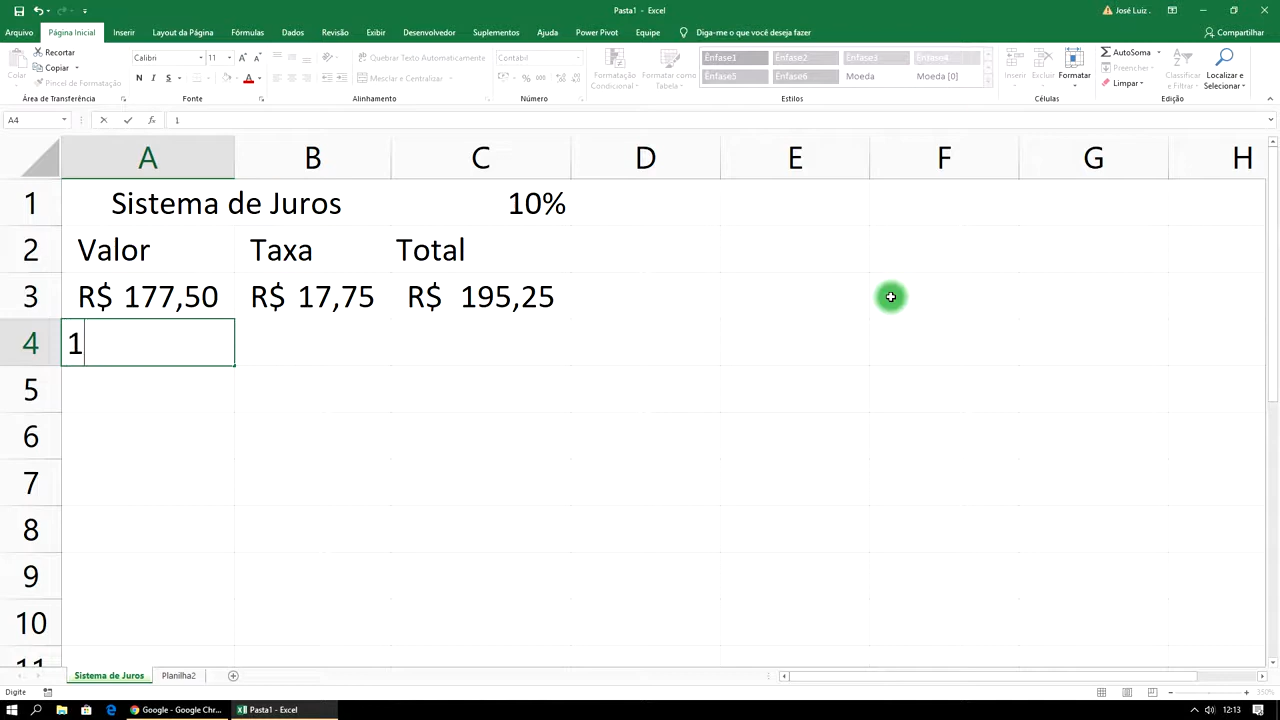 Pasta1 - Excel
José Luiz .
Arquivo Página Inicial Inserir Layout da Página Fórmulas Dados Revisão Exibir Desenvolvedor Suplementos Ajuda Power Pivot Equipe Diga-me o que você deseja fazer Compartilhar
Colar
Recortar
Copiar
Pincel de Formatação
Área de Transferência
Calibri 11
N I S
Fonte
Quebrar Texto Automaticamente
Mesclar e Centralizar
Alinhamento
Contábil
% 000
Número
Formatação Condicional
Formatar como Tabela
Ênfase1 Ênfase2 Ênfase3 Ênfase4
Ênfase5 Ênfase6 Moeda Moeda [0]
Estilos
Inserir Excluir Formatar
Células
AutoSoma
Preencher
Limpar
Classificar e Filtrar
Localizar e Selecionar
Edição
A4 fx 1
A B C D E F G H
1 Sistema de Juros 10%
2 Valor Taxa Total
3 R$ 177,50 R$ 17,75 R$ 195,25
4 1
5
6
7
8
9
10
11
Sistema de Juros Planilha2
Digite 350%
Google - Google Chr... Pasta1 - Excel 12:13